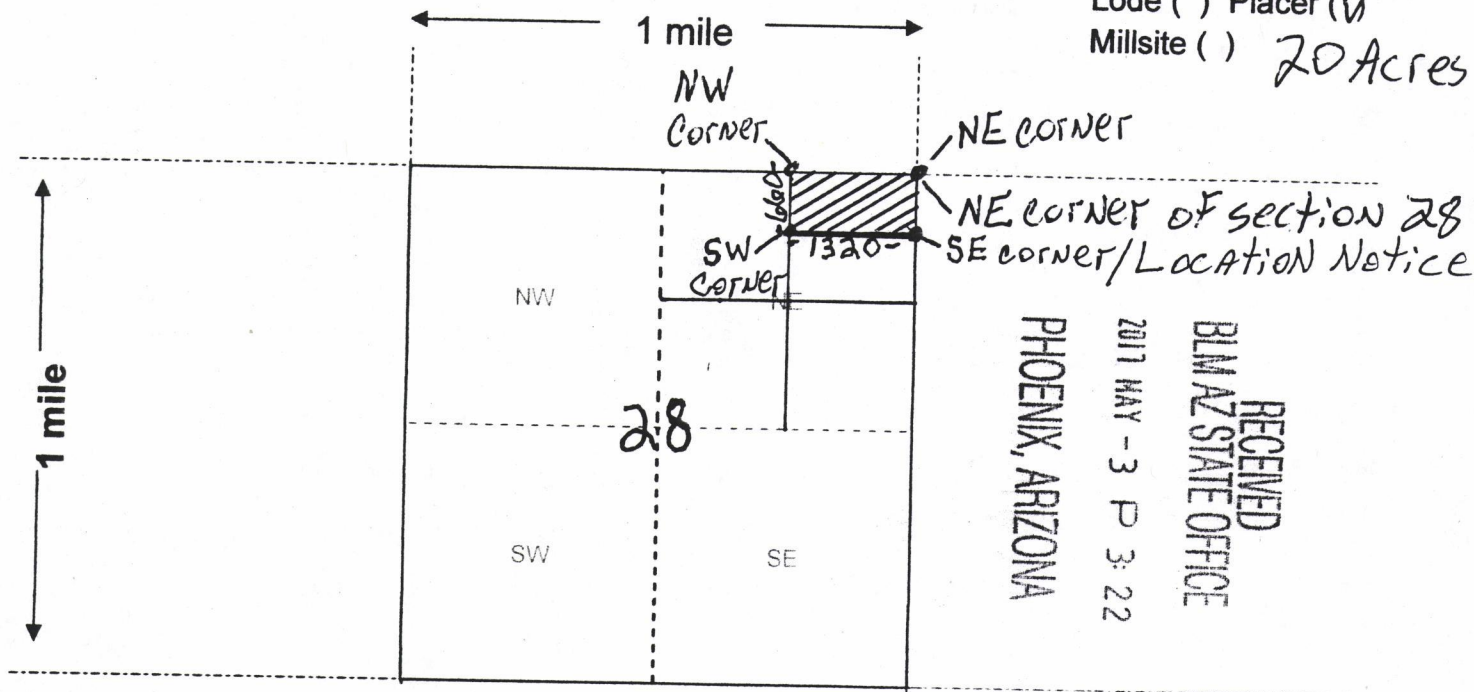 Lode ( ) Placer (V)
Millsite ( ) 20 Acres
1 mile
NW
Corner
NE corner
NE corner of section 28
660
SW
Corner
-1320-
SE corner/Location Notice
1 mile
NW
NE
28
SW
SE
RECEIVED
BLM AZ STATE OFFICE
2017 MAY -3 P 3:22
PHOENIX, ARIZONA